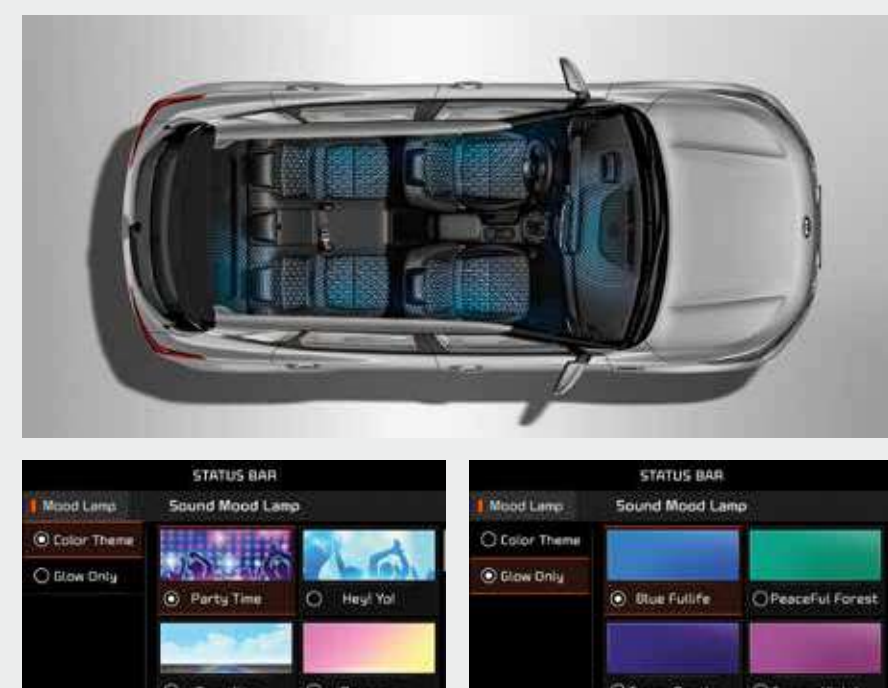 STATUS BAR
Mood Lamp
Sound Mood Lamp
Color Theme
Glow Only
Party Time
Hey! Yo!
STATUS BAR
Mood Lamp
Sound Mood Lamp
Color Theme
Glow Only
Blue Fullife
PeaceFul Forest